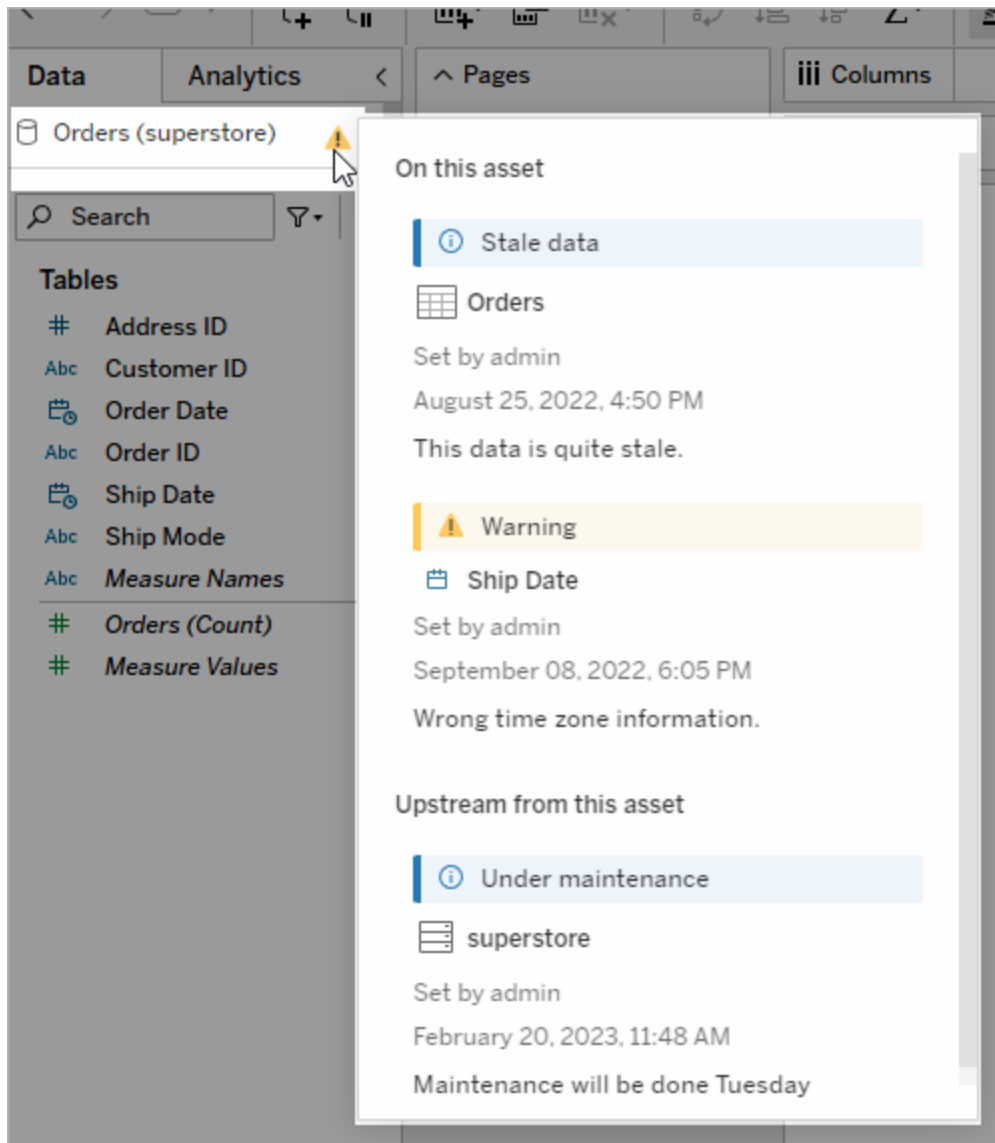 Data
Analytics
Pages
Columns
Orders (superstore)
Search
Tables
Address ID
Abc Customer ID
Order Date
Abc Order ID
Ship Date
Abc Ship Mode
Abc Measure Names
Orders (Count)
Measure Values
On this asset
Stale data
Orders
Set by admin
August 25, 2022, 4:50 PM
This data is quite stale.
Warning
Ship Date
Set by admin
September 08, 2022, 6:05 PM
Wrong time zone information.
Upstream from this asset
Under maintenance
superstore
Set by admin
February 20, 2023, 11:48 AM
Maintenance will be done Tuesday